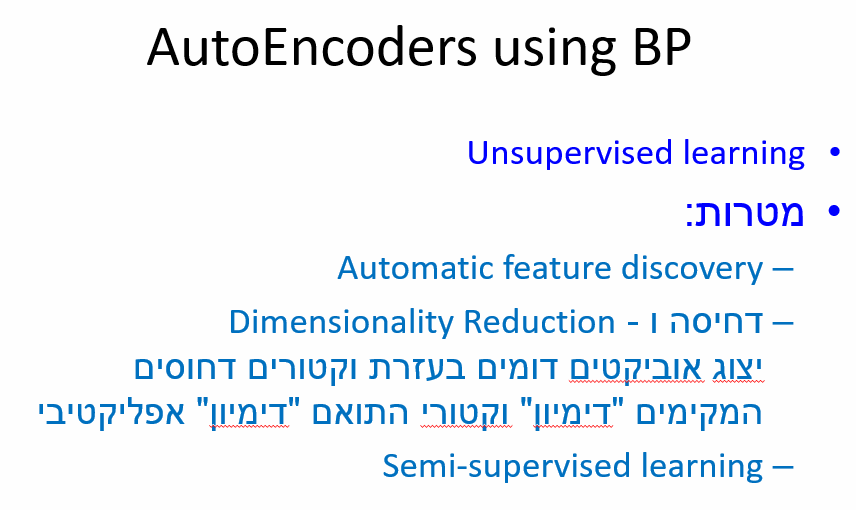 AutoEncoders using BP
• Unsupervised learning
• מטרות:
– Automatic feature discovery
– דחיסה ו - Dimensionality Reduction
יצוג אוביקטים דומים בעזרת וקטורים דחוסים
המקימים "דימיון" וקטורי התואם "דימיון" אפליקטיבי
– Semi-supervised learning